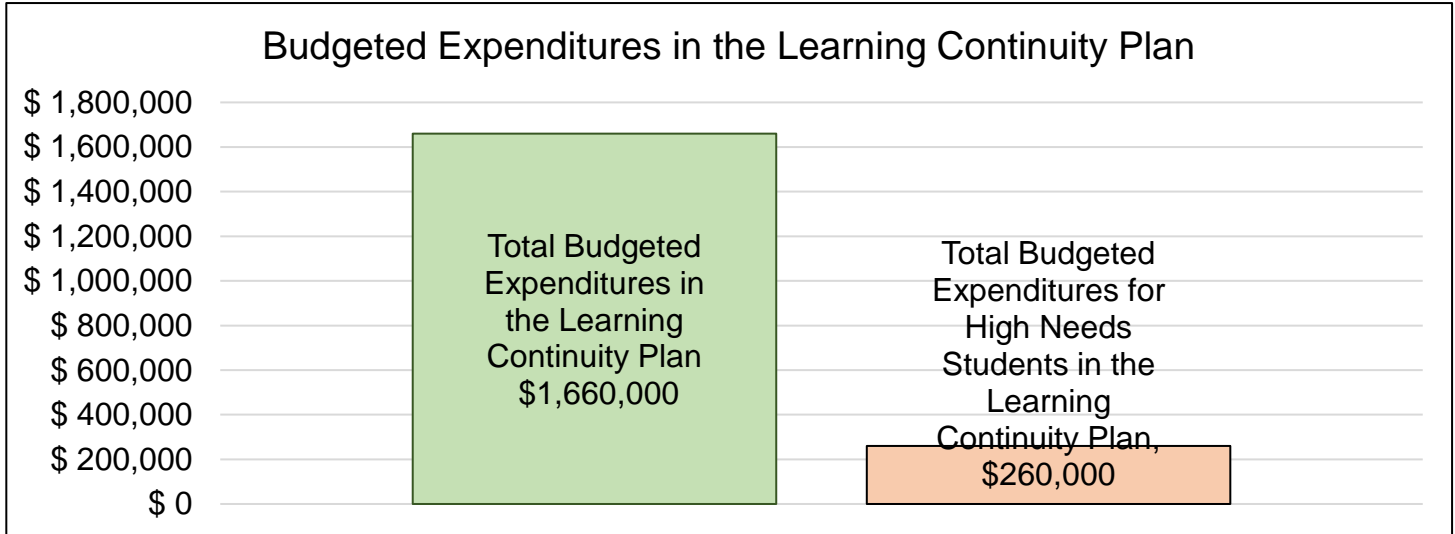 Budgeted Expenditures in the Learning Continuity Plan
$ 1,800,000
$ 1,600,000
$ 1,400,000
$ 1,200,000
$ 1,000,000
$ 800,000
$ 600,000
$ 400,000
$ 200,000
$ 0
Total Budgeted
Expenditures in
the Learning
Continuity Plan
$1,660,000
Total Budgeted
Expenditures for
High Needs
Students in the
Learning
Continuity Plan,
$260,000